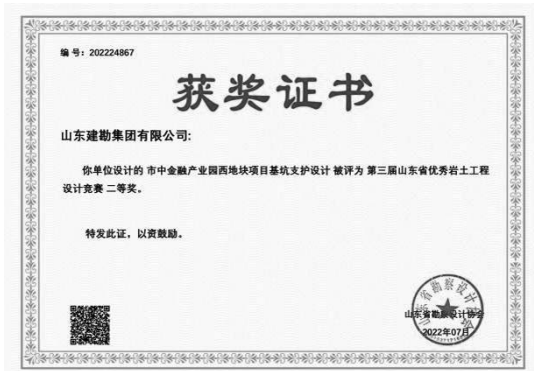 编号：202224867
获奖证书
山东建勘集团有限公司:
你单位设计的 市中金融产业园西地块项目基坑支护设计 被评为 第三届山东省优秀岩土工程
设计竞赛 二等奖。
特发此证，以资鼓励。
山东省勘察设计协会
2022年07月